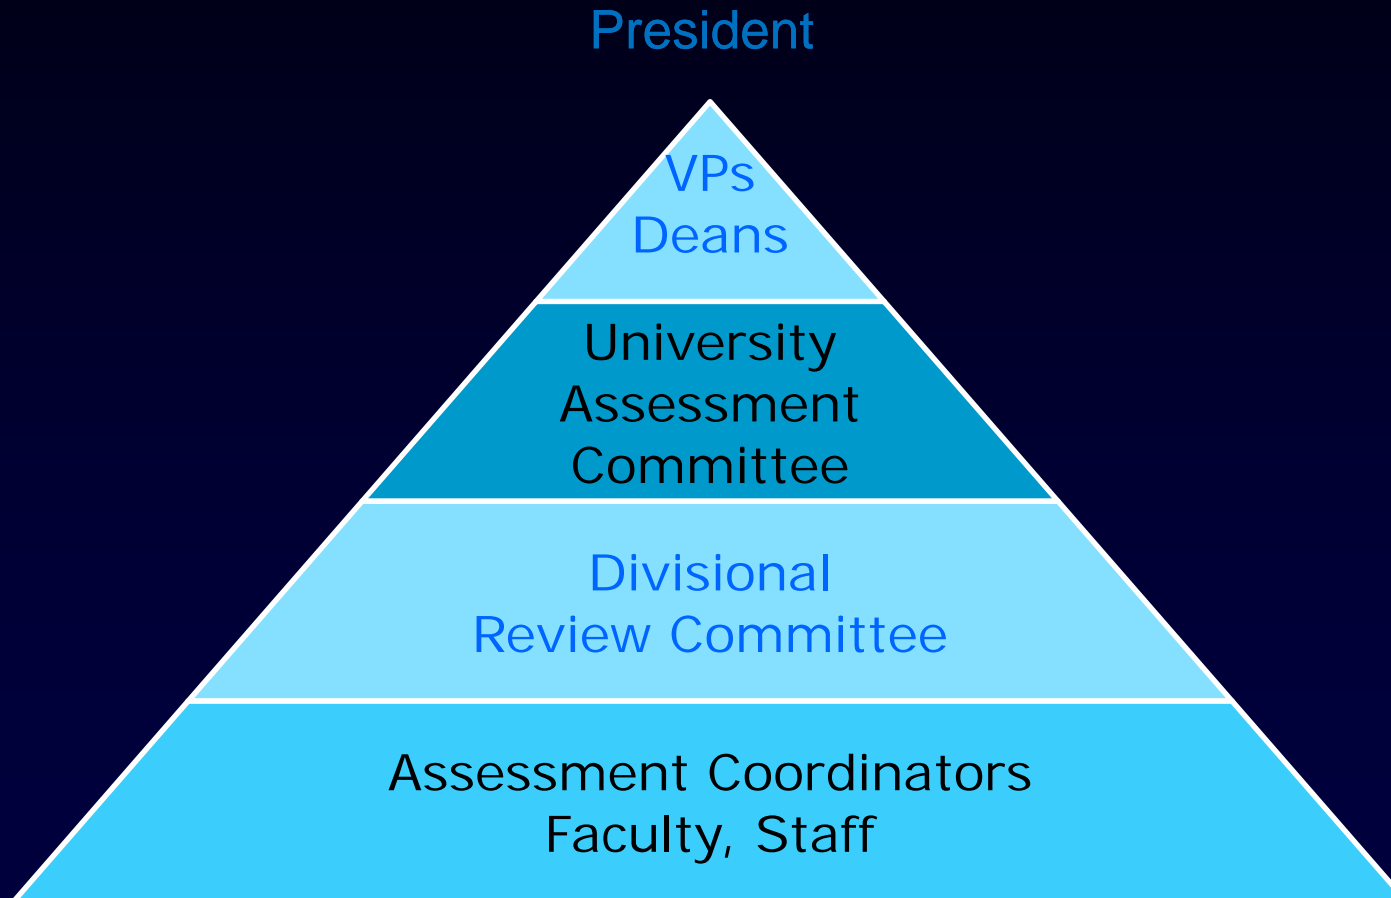 President
VPs
Deans
University
Assessment
Committee
Divisional
Review Committee
Assessment Coordinators
Faculty, Staff